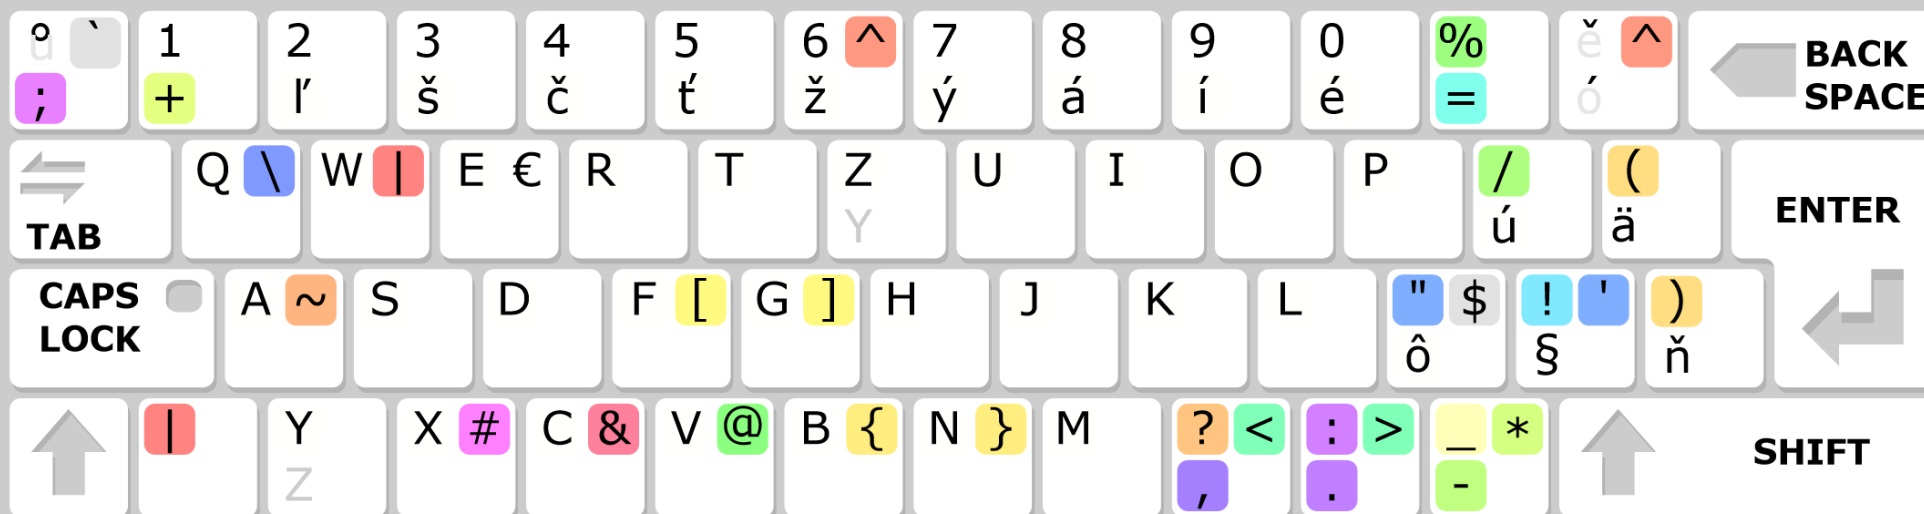 ° ů ` 1 2 3 4 5 6 ^ 7 8 9 0 % ě ^ BACK
; + ľ š č ť ž ý á í é = ó SPACE
Q \ W | E € R T Z U I O P / (
TAB Y ú ä ENTER
CAPS A ~ S D F [ G ] H J K L " $ ! ' )
LOCK ô § ň
| Y X # C & V @ B { N } M ? < : > _ *
Z , . - SHIFT